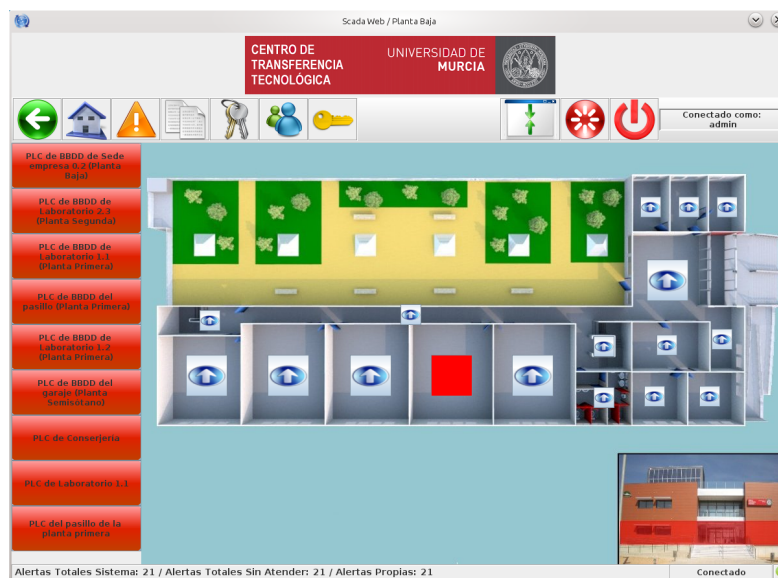 Scada Web / Planta Baja
CENTRO DE
TRANSFERENCIA
TECNOLÓGICA
UNIVERSIDAD DE
MURCIA
Conectado como:
admin
PLC de BBDD de Sede
empresa 0.2 (Planta
Baja)
PLC de BBDD de
Laboratorio 2.3
(Planta Segunda)
PLC de BBDD de
Laboratorio 1.1
(Planta Primera)
PLC de BBDD del
pasillo (Planta Primera)
PLC de BBDD de
Laboratorio 1.2
(Planta Primera)
PLC de BBDD del
garaje (Planta
Semisotano)
PLC de Conserjería
PLC de Laboratorio 1.1
PLC del pasillo de la
planta primera
Alertas Totales Sistema: 21 / Alertas Totales Sin Atender: 21 / Alertas Propias: 21
Conectado